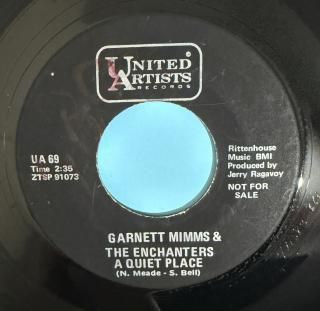 UNITED
ARTISTS
RECORDS
UA 69
Time 2:35
ZTSP 91073
Rittenhouse
Music BMI
Produced by
Jerry Ragavoy
NOT FOR
SALE
GARNETT MIMMS &
THE ENCHANTERS
A QUIET PLACE
(N. Meade - S. Bell)